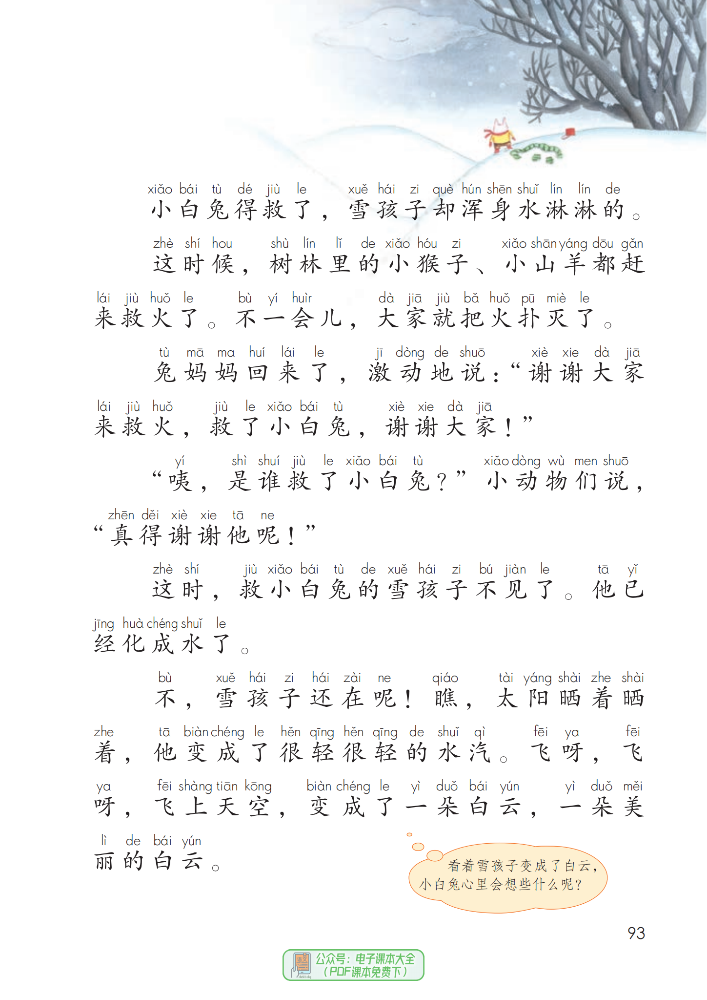 xiǎo bái tù dé jiù le xuě hái zi què hún shēn shuǐ lín lín de
小白兔得救了，雪孩子却浑身水淋淋的。
zhè shí hou shù lín lǐ de xiǎo hóu zi xiǎo shān yáng dōu gǎn
这时候，树林里的小猴子、小山羊都赶
lái jiù huǒ le bù yí huìr dà jiā jiù bǎ huǒ pū miè le
来救火了。不一会儿，大家就把火扑灭了。
tù mā ma huí lái le jī dòng de shuō xiè xie dà jiā
兔妈妈回来了，激动地说：“谢谢大家
lái jiù huǒ jiù le xiǎo bái tù xiè xie dà jiā
来救火，救了小白兔，谢谢大家！”
yí shì shuí jiù le xiǎo bái tù xiǎo dòng wù men shuō
“咦，是谁救了小白兔？”小动物们说，
zhēn děi xiè xie tā ne
“真得谢谢他呢！”
zhè shí jiù xiǎo bái tù de xuě hái zi bú jiàn le tā yǐ
这时，救小白兔的雪孩子不见了。他已
jīng huà chéng shuǐ le
经化成水了。
bù xuě hái zi hái zài ne qiáo tài yáng shài zhe shài
不，雪孩子还在呢！瞧，太阳晒着晒
zhe tā biàn chéng le hěn qīng hěn qīng de shuǐ qì fēi ya fēi
着，他变成了很轻很轻的水汽。飞呀，飞
ya fēi shàng tiān kōng biàn chéng le yì duǒ bái yún yì duǒ měi
呀，飞上天空，变成了一朵白云，一朵美
lì de bái yún
丽的白云。
看着雪孩子变成了白云，
小白兔心里会想些什么呢？
93
语文
dzkbdq
公众号：电子课本大全
（PDF课本免费下）